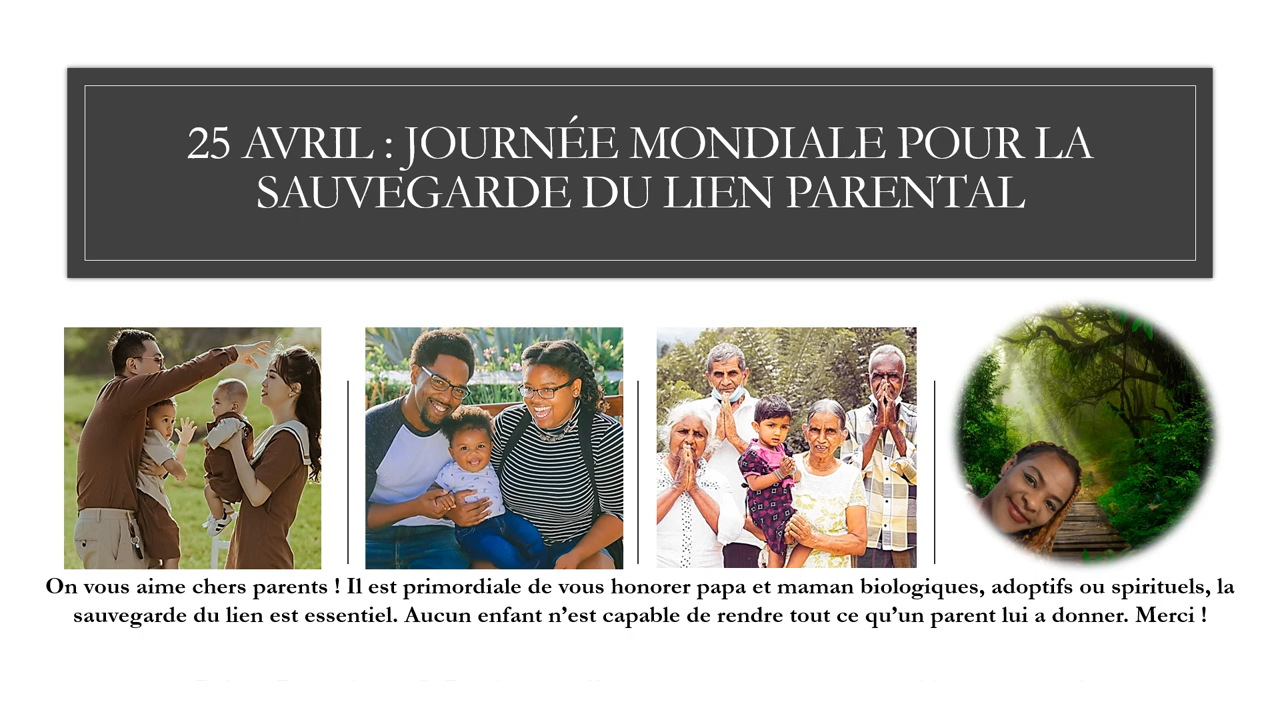 25 AVRIL : JOURNÉE MONDIALE POUR LA
SAUVEGARDE DU LIEN PARENTAL
On vous aime chers parents ! Il est primordiale de vous honorer papa et maman biologiques, adoptifs ou spirituels, la
sauvegarde du lien est essentiel. Aucun enfant n’est capable de rendre tout ce qu’un parent lui a donner. Merci !